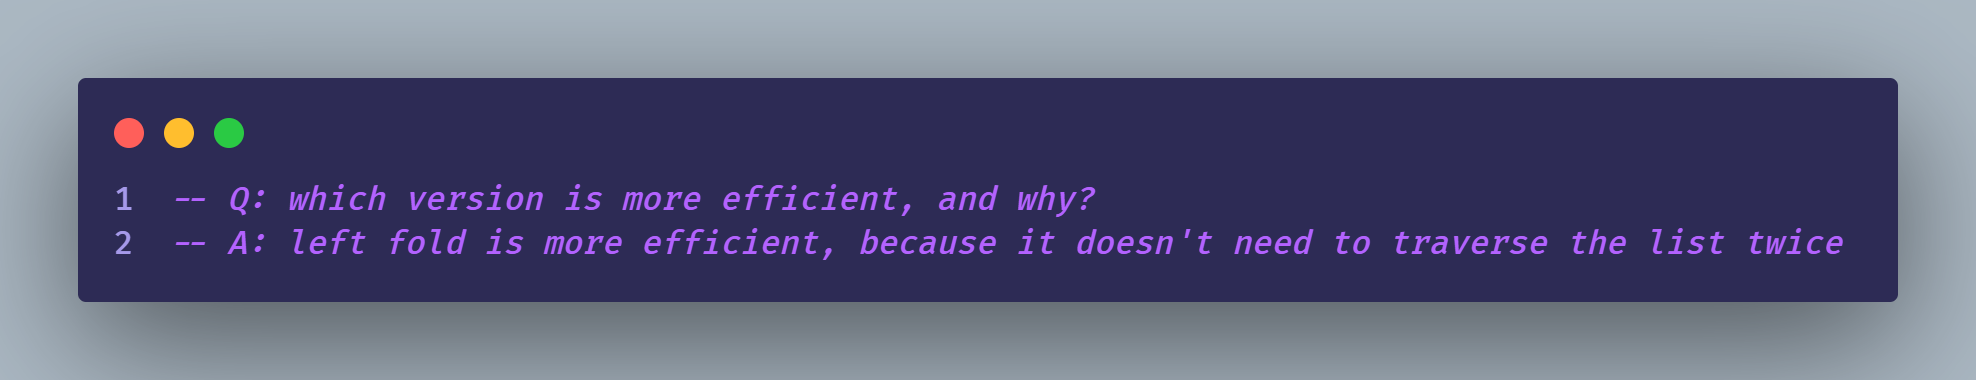 1 -- Q: which version is more efficient, and why?
2 -- A: left fold is more efficient, because it doesn't need to traverse the list twice